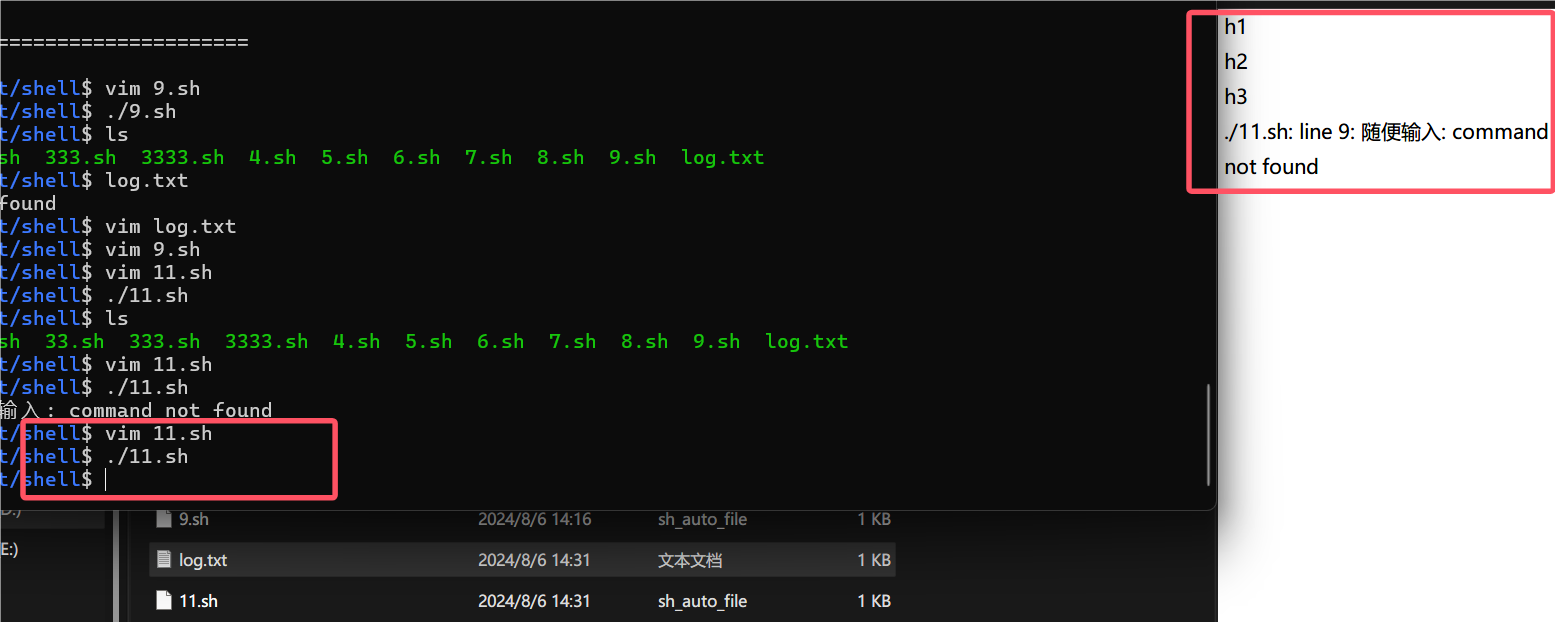 =====================
t/shell$ vim 9.sh
t/shell$ ./9.sh
t/shell$ ls
sh 333.sh 3333.sh 4.sh 5.sh 6.sh 7.sh 8.sh 9.sh log.txt
t/shell$ log.txt
found
t/shell$ vim log.txt
t/shell$ vim 9.sh
t/shell$ vim 11.sh
t/shell$ ./11.sh
t/shell$ ls
sh 33.sh 333.sh 3333.sh 4.sh 5.sh 6.sh 7.sh 8.sh 9.sh log.txt
t/shell$ vim 11.sh
t/shell$ ./11.sh
输入: command not found
t/shell$ vim 11.sh
t/shell$ ./11.sh
t/shell$
h1
h2
h3
./11.sh: line 9: 随便输入: command
not found
D:)
9.sh 2024/8/6 14:16 sh_auto_file 1 KB
E:)
log.txt 2024/8/6 14:31 文本文档 1 KB
11.sh 2024/8/6 14:31 sh_auto_file 1 KB